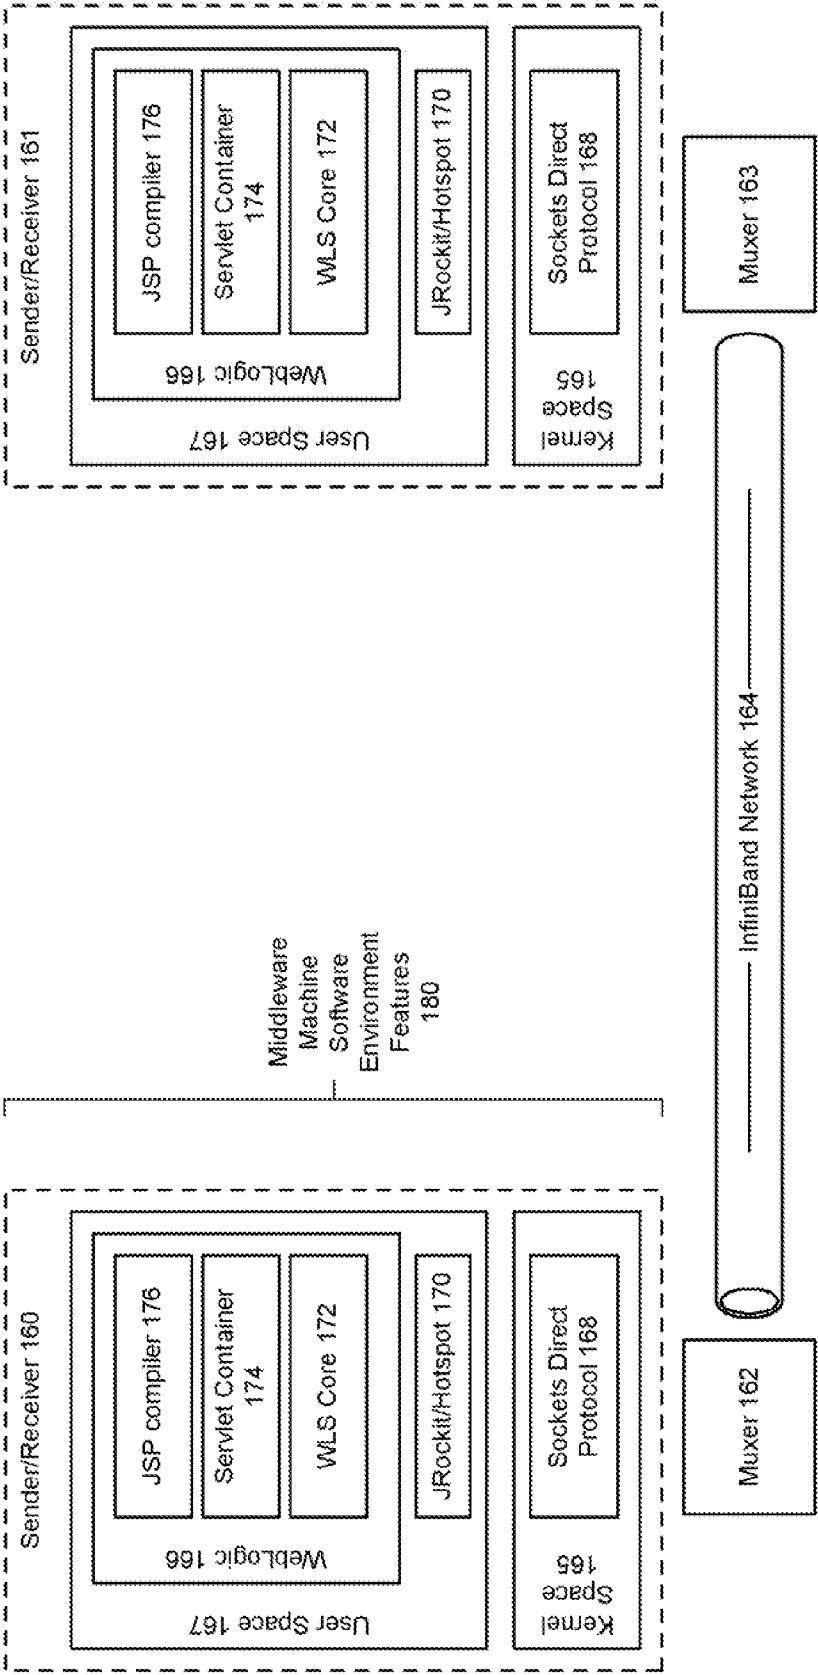 Sender/Receiver 160
User Space 167
WebLogic 166
JSP compiler 176
Servlet Container
174
WLS Core 172
JRockit/Hotspot 170
Kernel
Space
165
Sockets Direct
Protocol 168
Muxer 162
Middleware
Machine
Software
Environment
Features
180
InfiniBand Network 164
Sender/Receiver 161
User Space 167
WebLogic 166
JSP compiler 176
Servlet Container
174
WLS Core 172
JRockit/Hotspot 170
Kernel
Space
165
Sockets Direct
Protocol 168
Muxer 163